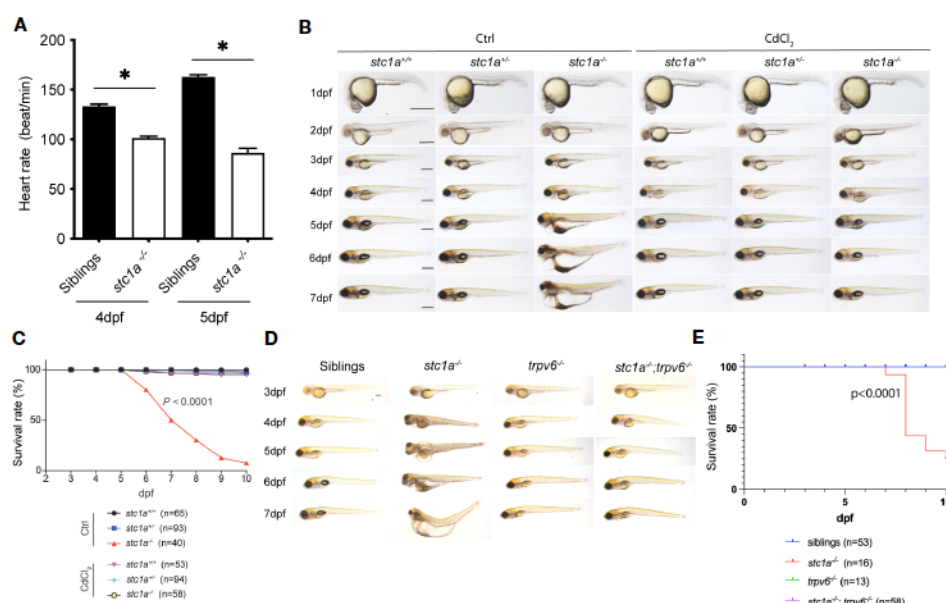 A
Heart rate (beat/min)
200
150
100
50
0
*
*
Siblings
stc1a-/-
Siblings
stc1a-/-
4dpf
5dpf
B
Ctrl
CdCl2
stc1a+/+
stc1a+/-
stc1a-/-
stc1a+/+
stc1a+/-
stc1a-/-
1dpf
2dpf
3dpf
4dpf
5dpf
6dpf
7dpf
C
Survival rate (%)
100
50
0
P < 0.0001
2 3 4 5 6 7 8 9 10
dpf
Ctrl
stc1a+/+ (n=65)
stc1a+/- (n=93)
stc1a-/- (n=40)
CdCl2
stc1a+/+ (n=53)
stc1a+/- (n=94)
stc1a-/- (n=58)
D
Siblings
stc1a-/-
trpv6-/-
stc1a-/-;trpv6-/-
3dpf
4dpf
5dpf
6dpf
7dpf
E
Survival rate (%)
100
50
0
p<0.0001
0 5
dpf
siblings (n=53)
stc1a-/- (n=16)
trpv6-/- (n=13)
stc1a-/-; trpv6-/- (n=58)